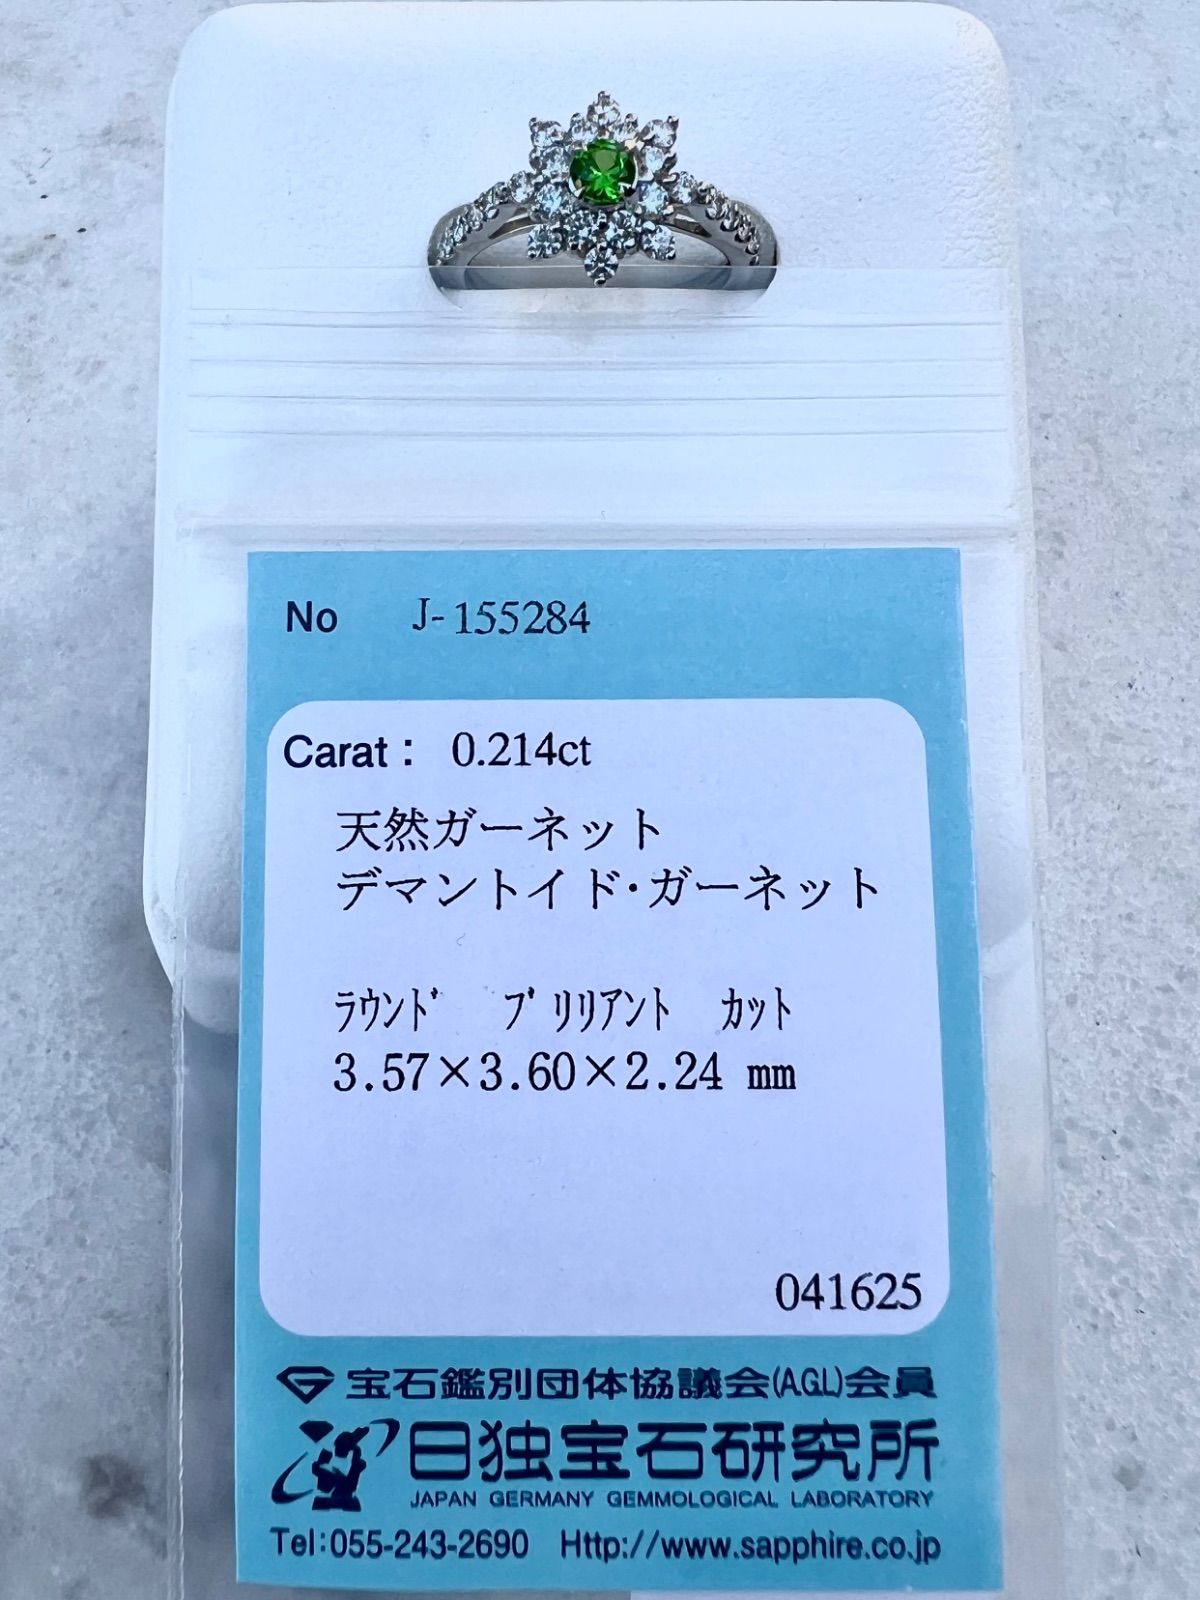 No J-155284
Carat: 0.214ct
天然ガーネット
デマントイド・ガーネット
ﾗｳﾝﾄﾞ ﾌﾞﾘﾘｱﾝﾄ ｶｯﾄ
3.57×3.60×2.24 mm
041625
宝石鑑別団体協議会(AGL)会員
日独宝石研究所
JAPAN GERMANY GEMMOLOGICAL LABORATORY
Tel:055-243-2690 Http://www.sapphire.co.jp